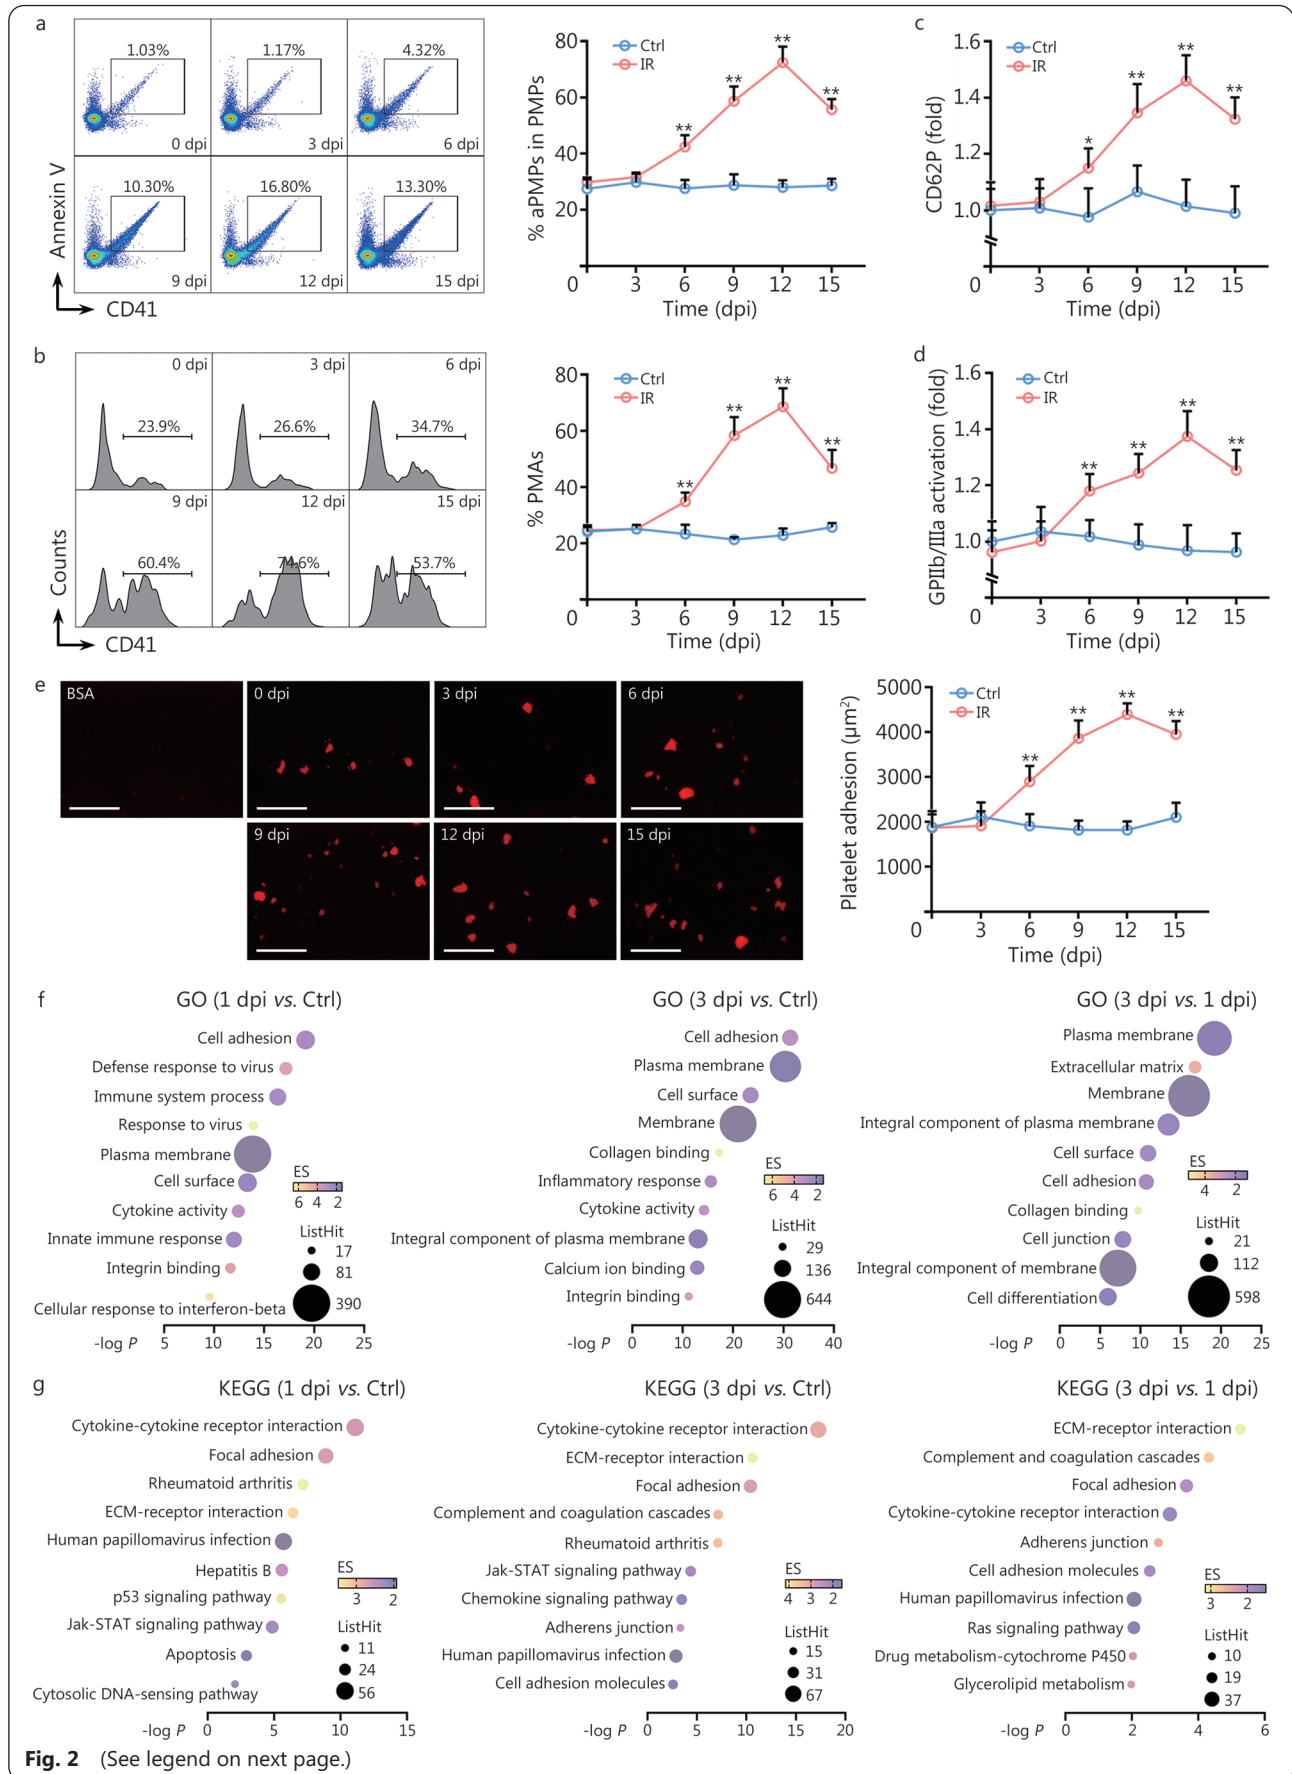 a
1.03%
1.17%
4.32%
0 dpi
3 dpi
6 dpi
10.30%
16.80%
13.30%
9 dpi
12 dpi
15 dpi
Annexin V
CD41
% aPMPs in PMPs
80
60
40
20
0
Ctrl
IR
**
**
**
**
3
6
9
12
15
Time (dpi)
c
CD62P (fold)
1.6
1.4
1.2
1.0
0
Ctrl
IR
*
**
**
**
3
6
9
12
15
Time (dpi)
b
0 dpi
3 dpi
6 dpi
23.9%
26.6%
34.7%
9 dpi
12 dpi
15 dpi
60.4%
74.6%
53.7%
Counts
CD41
% PMAs
80
60
40
20
0
Ctrl
IR
**
**
**
**
3
6
9
12
15
Time (dpi)
d
GPIIb/IIIa activation (fold)
1.6
1.4
1.2
1.0
0
Ctrl
IR
**
**
**
**
3
6
9
12
15
Time (dpi)
e
BSA
0 dpi
3 dpi
6 dpi
9 dpi
12 dpi
15 dpi
Platelet adhesion (μm²)
5000
4000
3000
2000
1000
0
Ctrl
IR
**
**
**
**
3
6
9
12
15
Time (dpi)
f
GO (1 dpi vs. Ctrl)
Cell adhesion
Defense response to virus
Immune system process
Response to virus
Plasma membrane
Cell surface
Cytokine activity
Innate immune response
Integrin binding
Cellular response to interferon-beta
ES
6 4 2
ListHit
17
81
390
-log P 5 10 15 20 25
GO (3 dpi vs. Ctrl)
Cell adhesion
Plasma membrane
Cell surface
Membrane
Collagen binding
Inflammatory response
Cytokine activity
Integral component of plasma membrane
Calcium ion binding
Integrin binding
ES
6 4 2
ListHit
29
136
644
-log P 0 10 20 30 40
GO (3 dpi vs. 1 dpi)
Plasma membrane
Extracellular matrix
Membrane
Integral component of plasma membrane
Cell surface
Cell adhesion
Collagen binding
Cell junction
Integral component of membrane
Cell differentiation
ES
4 2
ListHit
21
112
598
-log P 0 5 10 15 20 25
g
KEGG (1 dpi vs. Ctrl)
Cytokine-cytokine receptor interaction
Focal adhesion
Rheumatoid arthritis
ECM-receptor interaction
Human papillomavirus infection
Hepatitis B
p53 signaling pathway
Jak-STAT signaling pathway
Apoptosis
Cytosolic DNA-sensing pathway
ES
3 2
ListHit
11
24
56
-log P 0 5 10 15
KEGG (3 dpi vs. Ctrl)
Cytokine-cytokine receptor interaction
ECM-receptor interaction
Focal adhesion
Complement and coagulation cascades
Rheumatoid arthritis
Jak-STAT signaling pathway
Chemokine signaling pathway
Adherens junction
Human papillomavirus infection
Cell adhesion molecules
ES
4 3 2
ListHit
15
31
67
-log P 0 5 10 15 20
KEGG (3 dpi vs. 1 dpi)
ECM-receptor interaction
Complement and coagulation cascades
Focal adhesion
Cytokine-cytokine receptor interaction
Adherens junction
Cell adhesion molecules
Human papillomavirus infection
Ras signaling pathway
Drug metabolism-cytochrome P450
Glycerolipid metabolism
ES
3 2
ListHit
10
19
37
-log P 0 2 4 6
Fig. 2 (See legend on next page.)